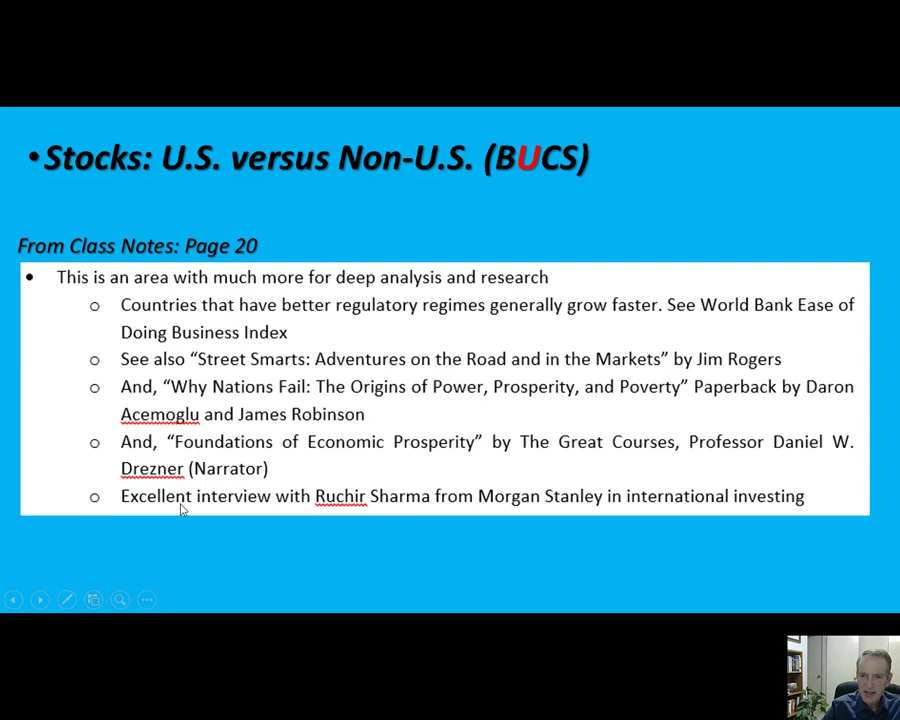 •Stocks: U.S. versus Non-U.S. (BUCS)
From Class Notes: Page 20
• This is an area with much more for deep analysis and research
o Countries that have better regulatory regimes generally grow faster. See World Bank Ease of
Doing Business Index
o See also “Street Smarts: Adventures on the Road and in the Markets” by Jim Rogers
o And, “Why Nations Fail: The Origins of Power, Prosperity, and Poverty” Paperback by Daron
Acemoglu and James Robinson
o And, “Foundations of Economic Prosperity” by The Great Courses, Professor Daniel W.
Drezner (Narrator)
o Excellent interview with Ruchir Sharma from Morgan Stanley in international investing